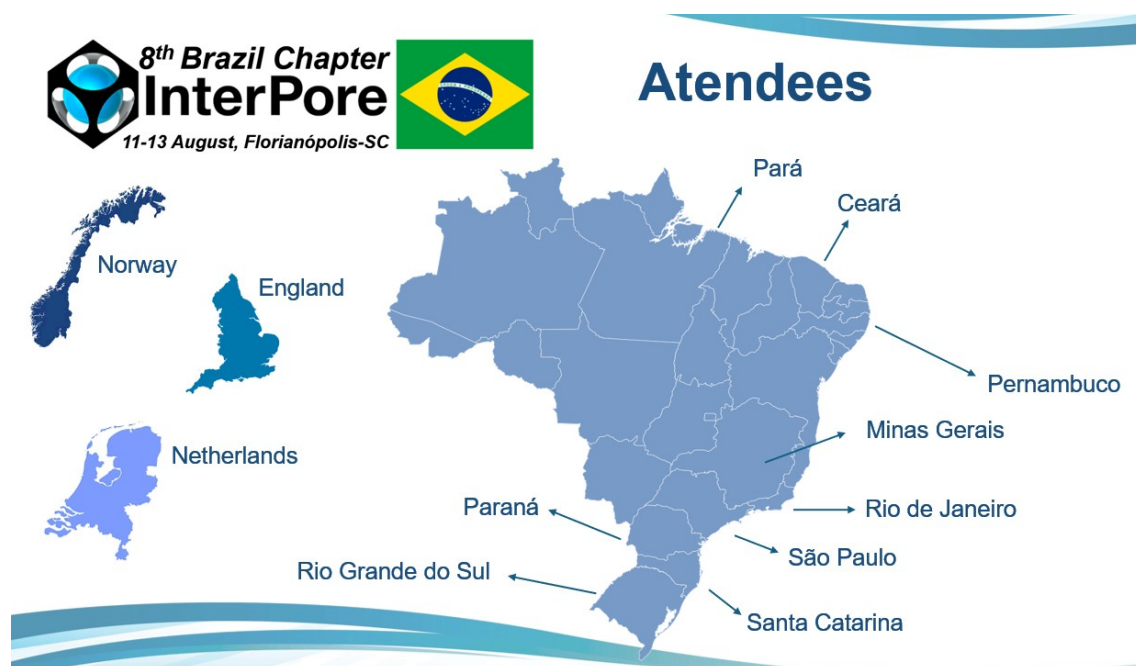 8th Brazil Chapter
InterPore
11-13 August, Florianópolis-SC
Atendees
Norway
England
Netherlands
Pará
Ceará
Pernambuco
Minas Gerais
Rio de Janeiro
São Paulo
Santa Catarina
Paraná
Rio Grande do Sul